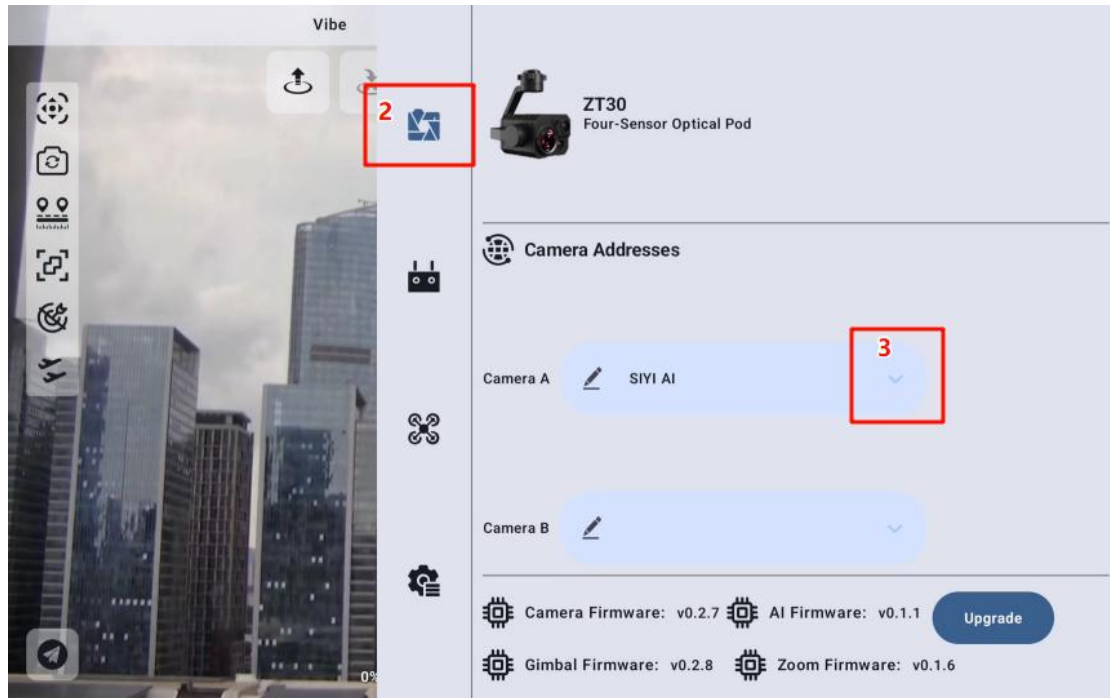 Vibe
2
ZT30
Four-Sensor Optical Pod
Camera Addresses
3
Camera A SIYI AI
Camera B
Camera Firmware: v0.2.7 AI Firmware: v0.1.1 Upgrade
Gimbal Firmware: v0.2.8 Zoom Firmware: v0.1.6
0%